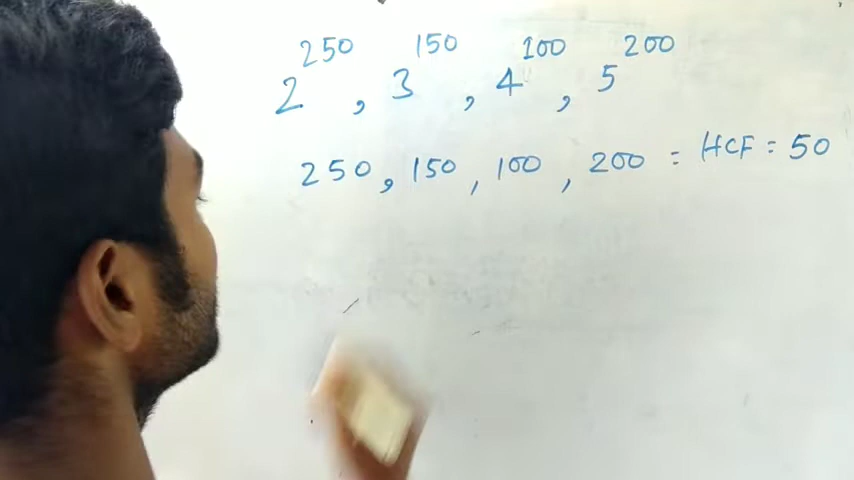 2^250, 3^150, 4^100, 5^200
250, 150, 100, 200 = HCF = 50